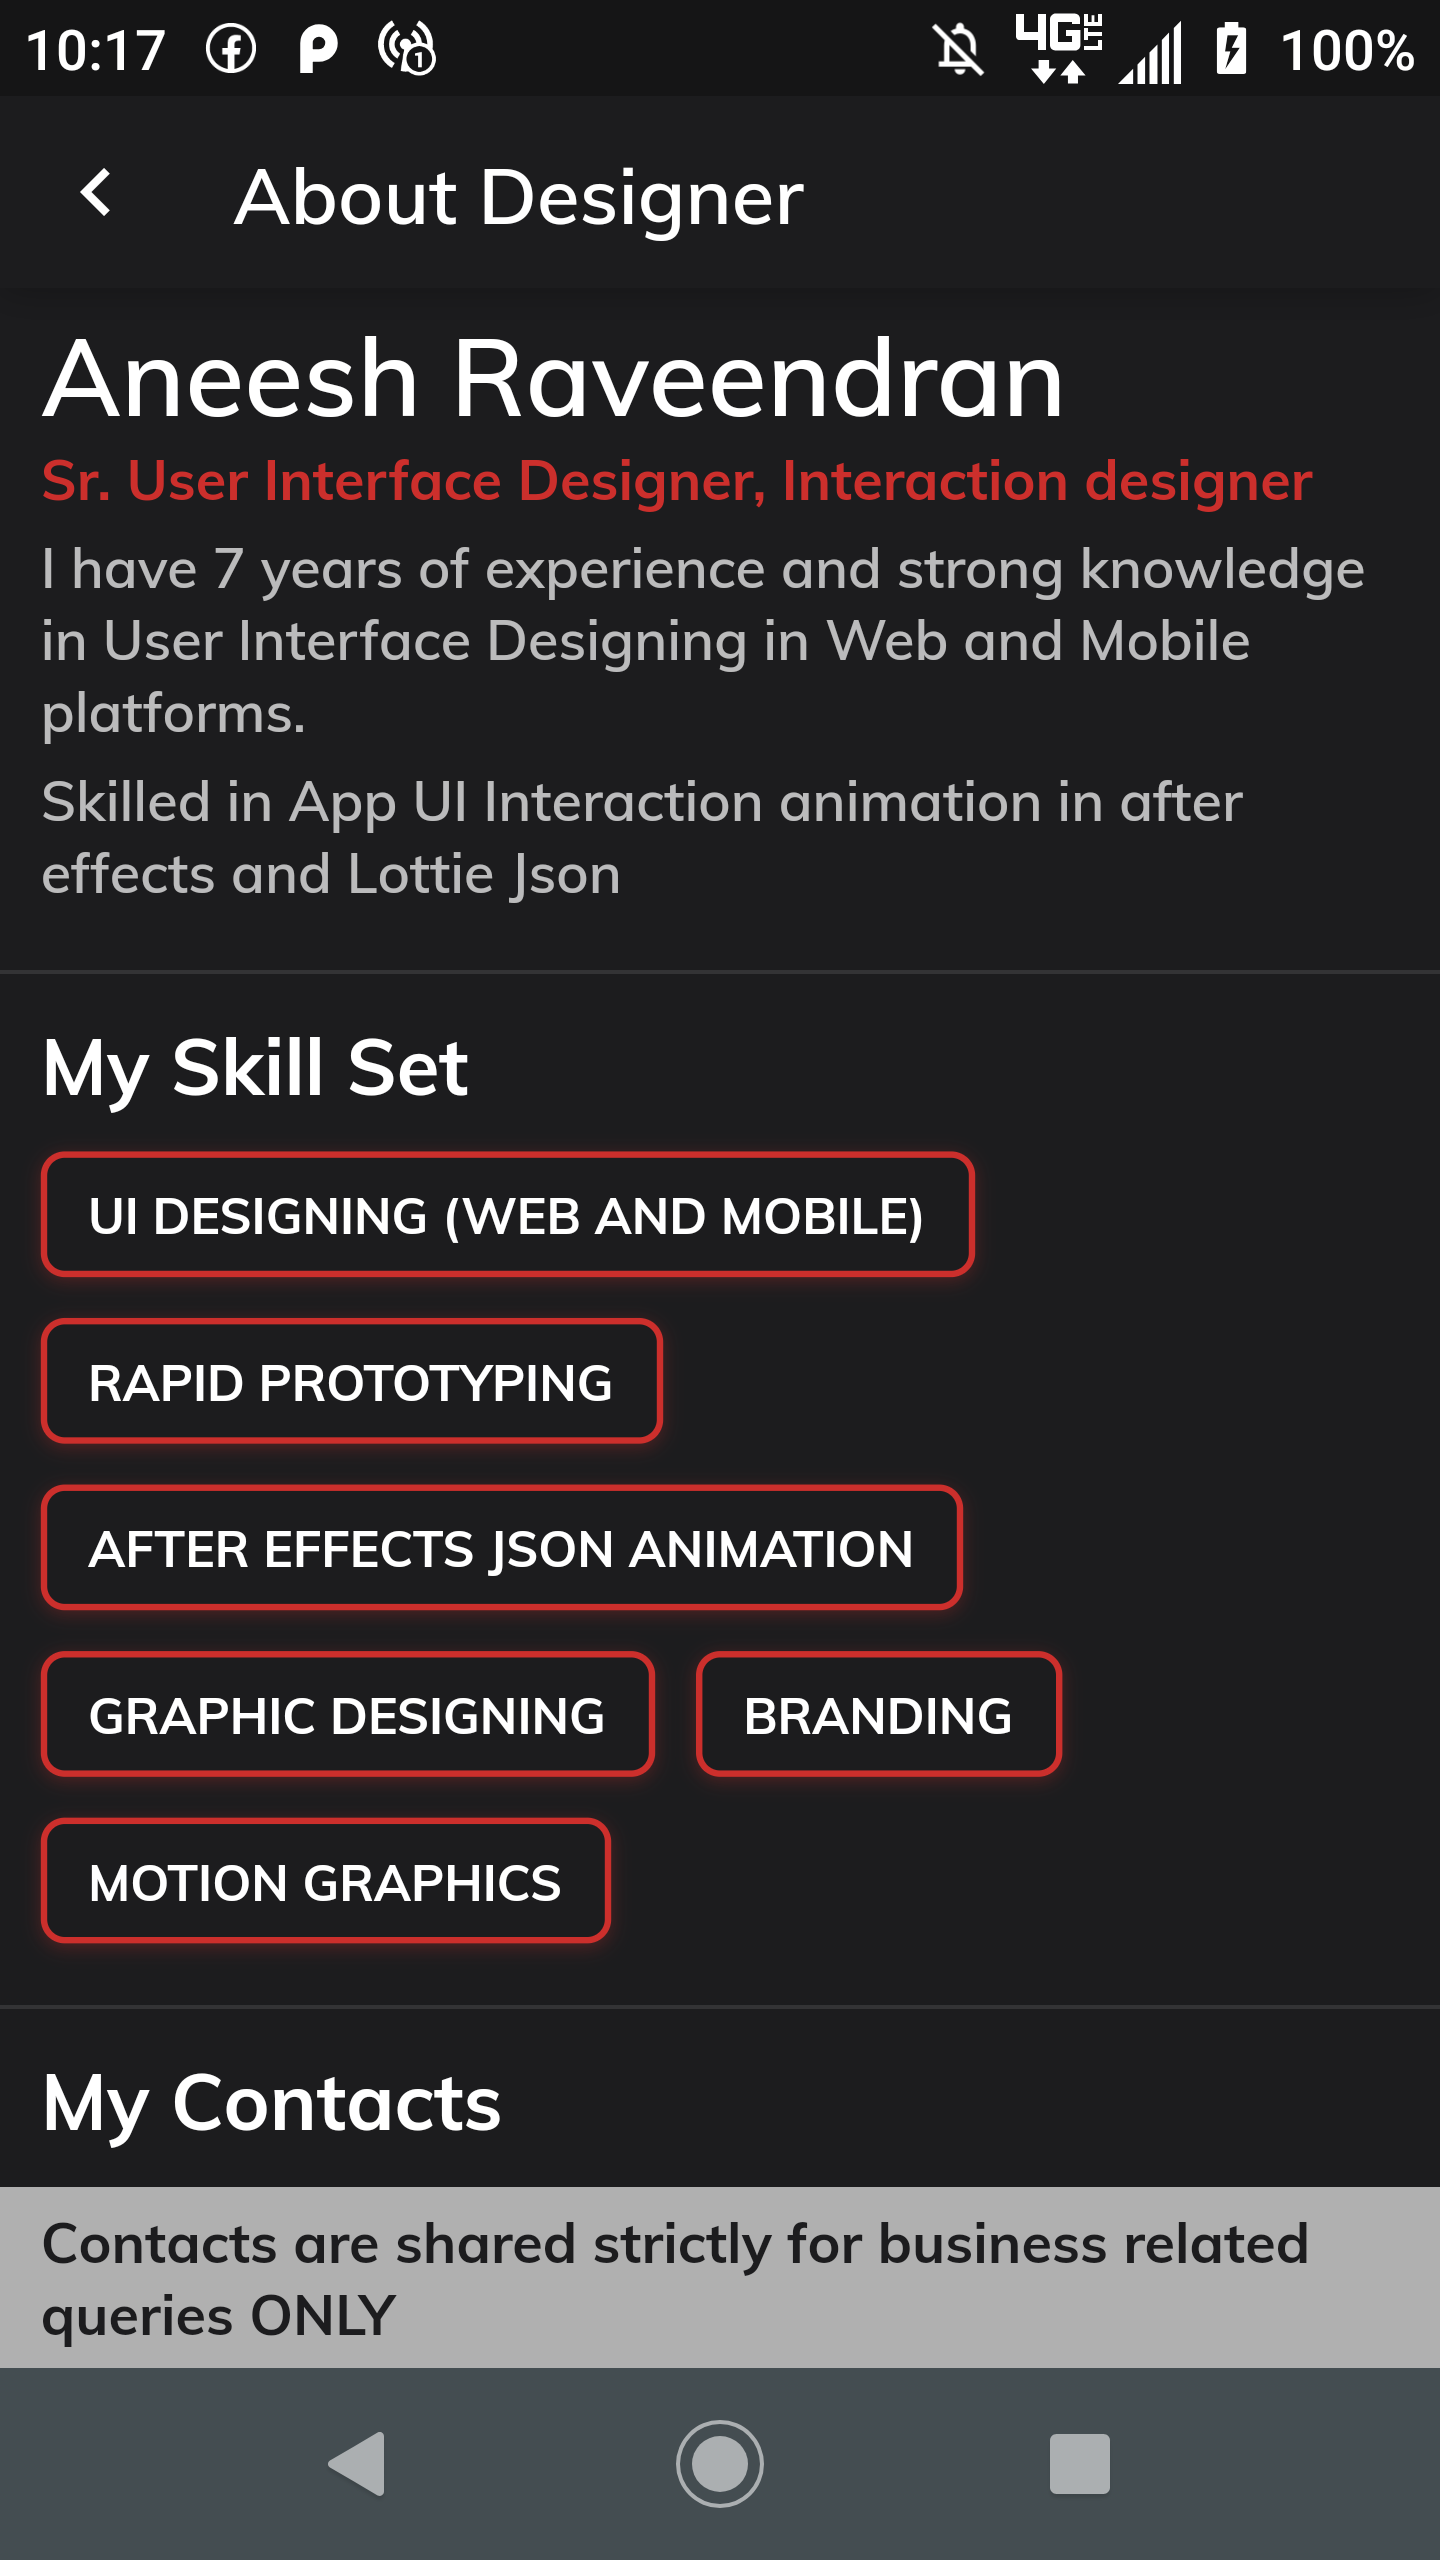 10:17
4G LTE
100%
About Designer
Aneesh Raveendran
Sr. User Interface Designer, Interaction designer
I have 7 years of experience and strong knowledge
in User Interface Designing in Web and Mobile
platforms.
Skilled in App UI Interaction animation in after
effects and Lottie Json
My Skill Set
UI DESIGNING (WEB AND MOBILE)
RAPID PROTOTYPING
AFTER EFFECTS JSON ANIMATION
GRAPHIC DESIGNING
BRANDING
MOTION GRAPHICS
My Contacts
Contacts are shared strictly for business related
queries ONLY